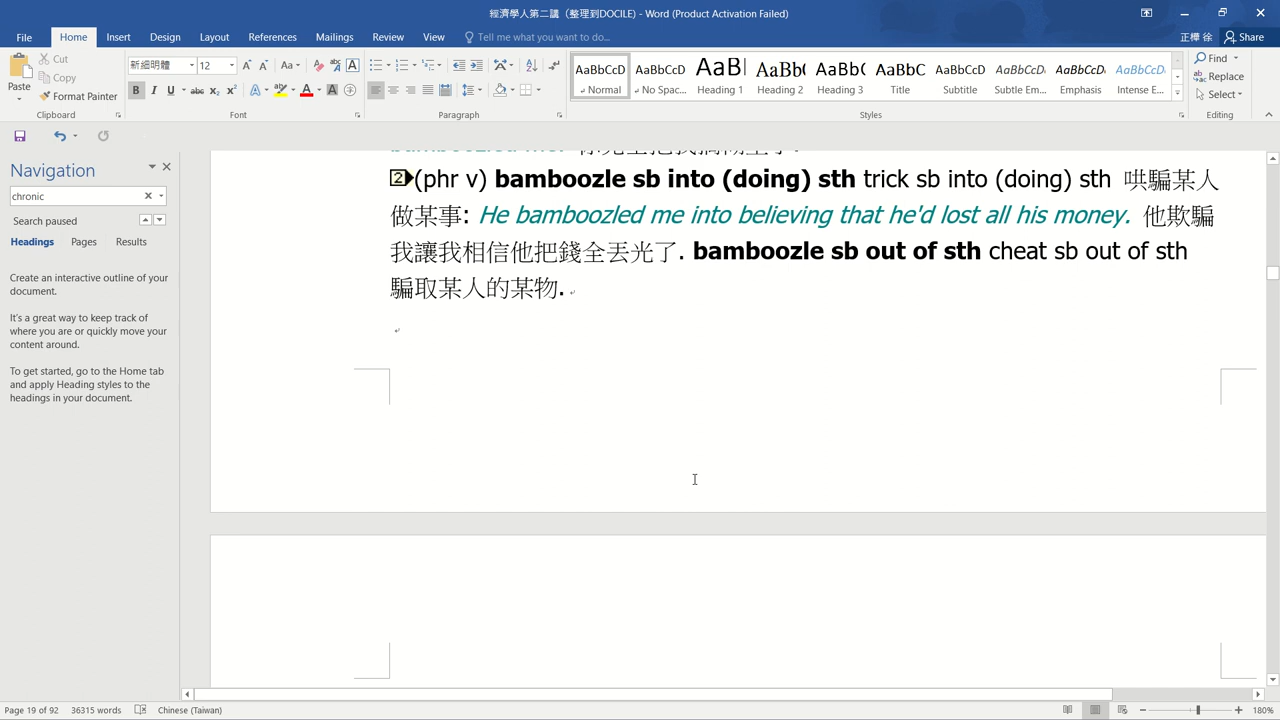 經濟學人第二講（整理到DOCILE) - Word (Product Activation Failed)
File Home Insert Design Layout References Mailings Review View Tell me what you want to do... 正樺 徐 Share
Paste Cut Copy Format Painter
新細明體 12
AaBbCcD Normal AaBbCcD No Spac... AaBl Heading 1 AaBb( Heading 2 AaBbC( Heading 3 AaBbC Title AaBbCcD Subtitle AaBbCcD Subtle Em... AaBbCcD Emphasis AaBbCcD Intense E...
Find Replace Select
Clipboard Font Paragraph Styles Editing
Navigation
chronic
Search paused
Headings Pages Results
Create an interactive outline of your
document.
It's a great way to keep track of
where you are or quickly move your
content around.
To get started, go to the Home tab
and apply Heading styles to the
headings in your document.
2 (phr v) bamboozle sb into (doing) sth trick sb into (doing) sth 哄騙某人
做某事: He bamboozled me into believing that he'd lost all his money. 他欺騙
我讓我相信他把錢全丟光了. bamboozle sb out of sth cheat sb out of sth
騙取某人的某物.
Page 19 of 92 36315 words Chinese (Taiwan) 180%